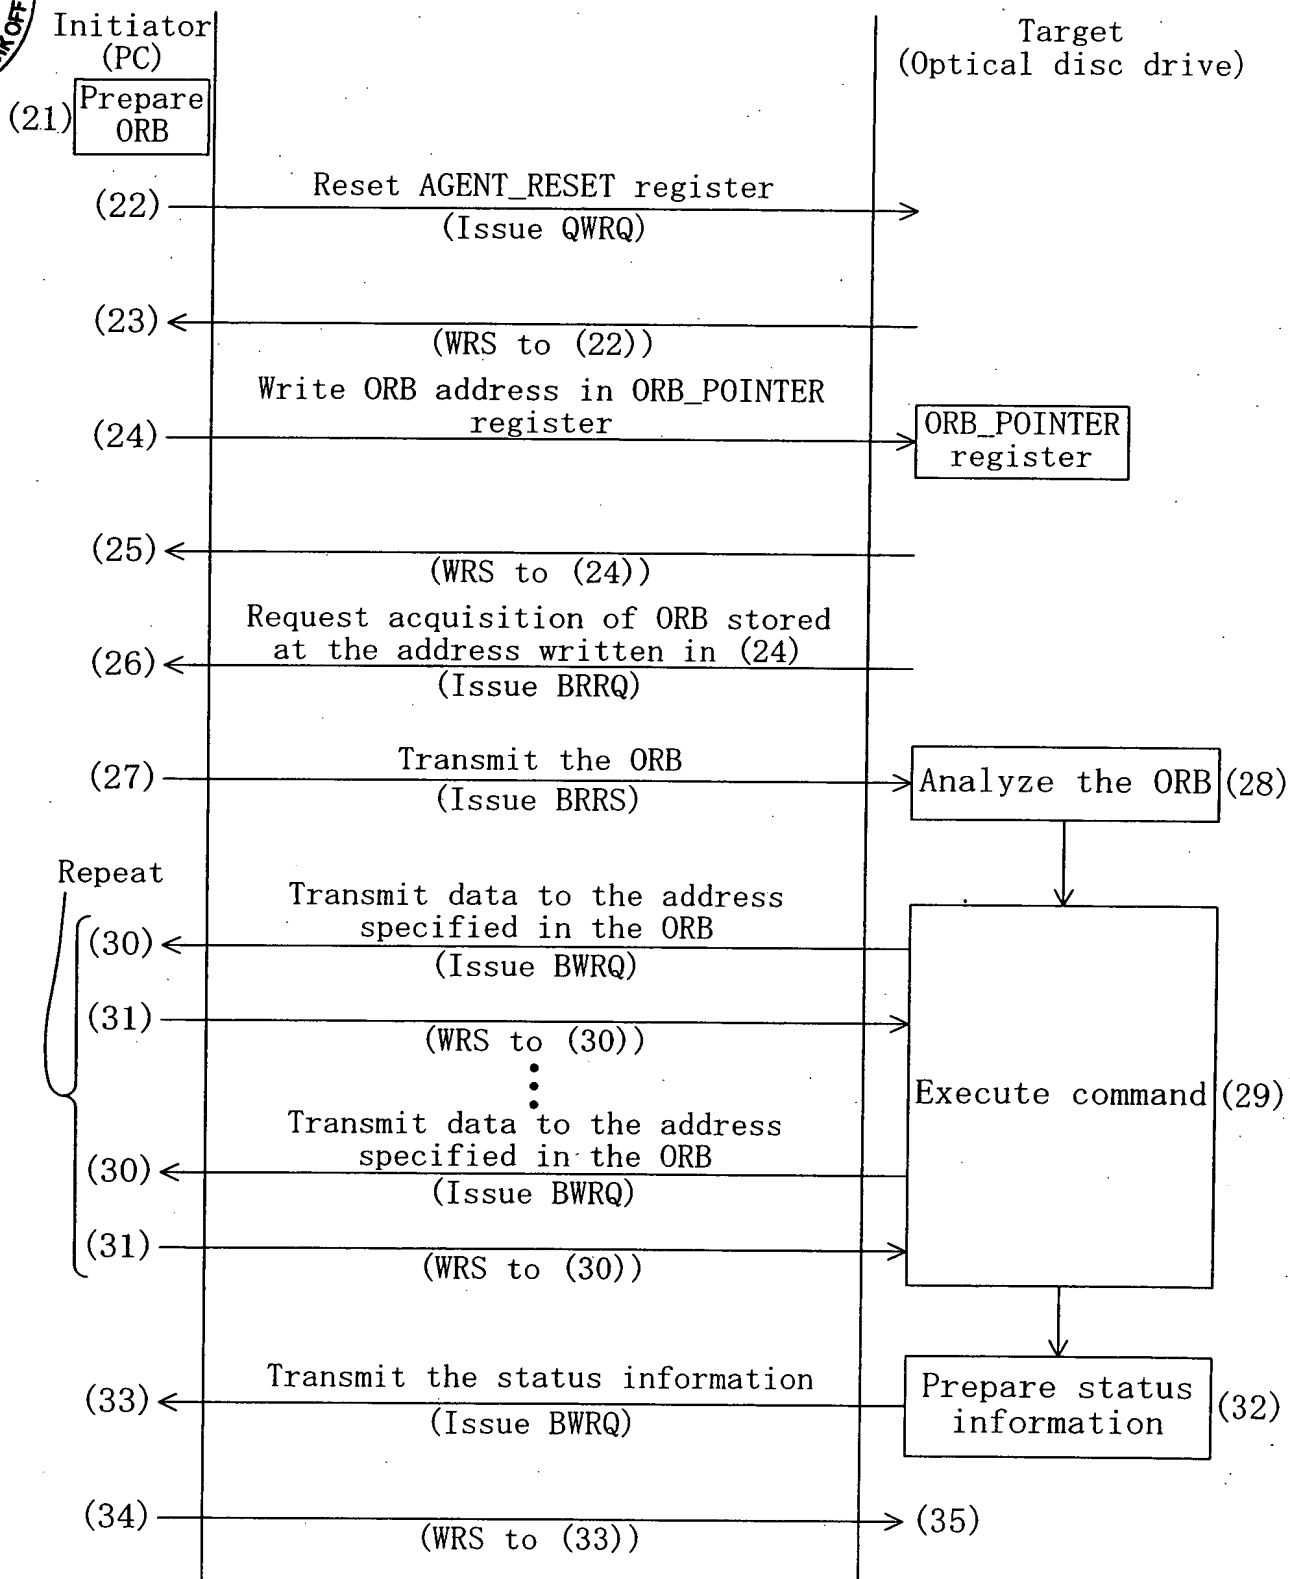 Initiator
(PC)
Target
(Optical disc drive)
(21)
Prepare
ORB
Reset AGENT_RESET register
(22)
(Issue QWRQ)
(23)
(WRS to (22))
Write ORB address in ORB_POINTER
register
(24)
ORB_POINTER
register
(25)
(WRS to (24))
Request acquisition of ORB stored
at the address written in (24)
(26)
(Issue BRRQ)
Transmit the ORB
(27)
(Issue BRRS)
Analyze the ORB
(28)
Repeat
Transmit data to the address
specified in the ORB
(30)
(Issue BWRQ)
(31)
(WRS to (30))
Execute command
(29)
Transmit data to the address
specified in the ORB
(30)
(Issue BWRQ)
(31)
(WRS to (30))
Transmit the status information
(33)
(Issue BWRQ)
Prepare status
information
(32)
(34)
(WRS to (33))
(35)